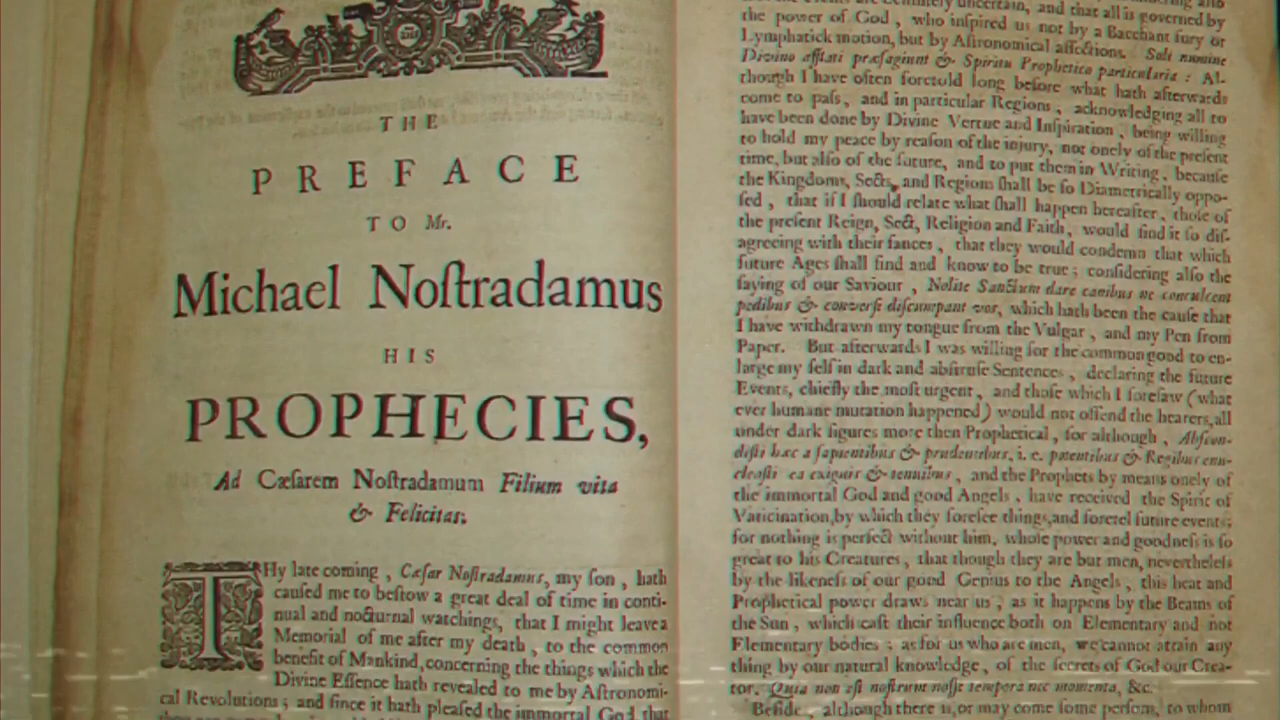 THE
PREFACE
TO Mr.
Michael Noſtradamus
HIS
PROPHECIES,
Ad Cæſarem Noſtradamum Filium vita
& Felicitas.
THy late coming, Cæſar Noſtradamus, my ſon, hath
cauſed me to beſtow a great deal of time in conti-
nual and nocturnal watchings, that I might leave a
Memorial of me after my death, to the common
benefit of Mankind, concerning the things which the
Divine Eſſence hath revealed to me by Aſtronomi-
cal Revolutions; and ſince it hath pleaſed the immortal God that
uncertain, and that all is governed by
the power of God, who inſpired us not by a Bacchant fury or
Lymphatick motion, but by Aſtronomical aſſections. Soli numine
Divino afflati præſagiunt & Spiritu Prophetico particularia: Al-
though I have often foretold long before what hath afterwards
come to paſs, and in particular Regions, acknowledging all to
have been done by Divine Vertue and Inſpiration, being willing
to hold my peace by reaſon of the injury, not onely of the preſent
time, but alſo of the future, and to put them in Writing, becauſe
the Kingdoms, Sects, and Regions ſhall be ſo Diametrically oppo-
ſed, that if I ſhould relate what ſhall happen hereafter, thoſe of
the preſent Reign, Sect, Religion and Faith, would find it ſo diſ-
agreeing with their fances, that they would condemn that which
future Ages ſhall find and know to be true; conſidering alſo the
ſaying of our Saviour, Nolite Sanctum dare canibus ne conculcent
pedibus & converſi diſcumpant vos, which hath been the cauſe that
I have withdrawn my tongue from the Vulgar, and my Pen from
Paper. But afterwards I was willing for the common good to en-
large my ſelf in dark and abſtruſe Sentences, declaring the future
Events, chiefly the moſt urgent, and thoſe which I foreſaw (what
ever humane mutation happened) would not offend the hearers, all
under dark figures more then Prophetical, for although, Abſcon-
diſti hæc a ſapientibus & prudentibus, i. e. potentibus & Regibus enu-
cleaſti ea exiguis & tenuibus, and the Prophets by means onely of
the immortal God and good Angels, have received the Spirit of
Vaticination, by which they foreſee things, and foretel future events;
for nothing is perfect without him, whoſe power and goodneſs is ſo
great to his Creatures, that though they are but men, nevertheleſs
by the likeneſs of our good Genius to the Angels, this heat and
Prophetical power draws near us, as it happens by the Beams of
the Sun, which caſt their influence both on Elementary and not
Elementary bodies; as for us who are men, we cannot attain any
thing by our natural knowledge, of the ſecrets of God our Crea-
tor. Quia non eſt noſtrum noſſe tempora nec momenta, &c.
Beſide, although there is, or may come ſome perſons, to whom